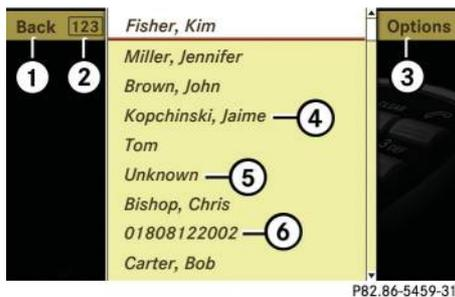 Back 123 Fisher, Kim Options
1 2 Miller, Jennifer 3
Brown, John
Kopchinski, Jaime 4
Tom
Unknown 5
Bishop, Chris
01808122002 6
Carter, Bob
P82.86-5459-31